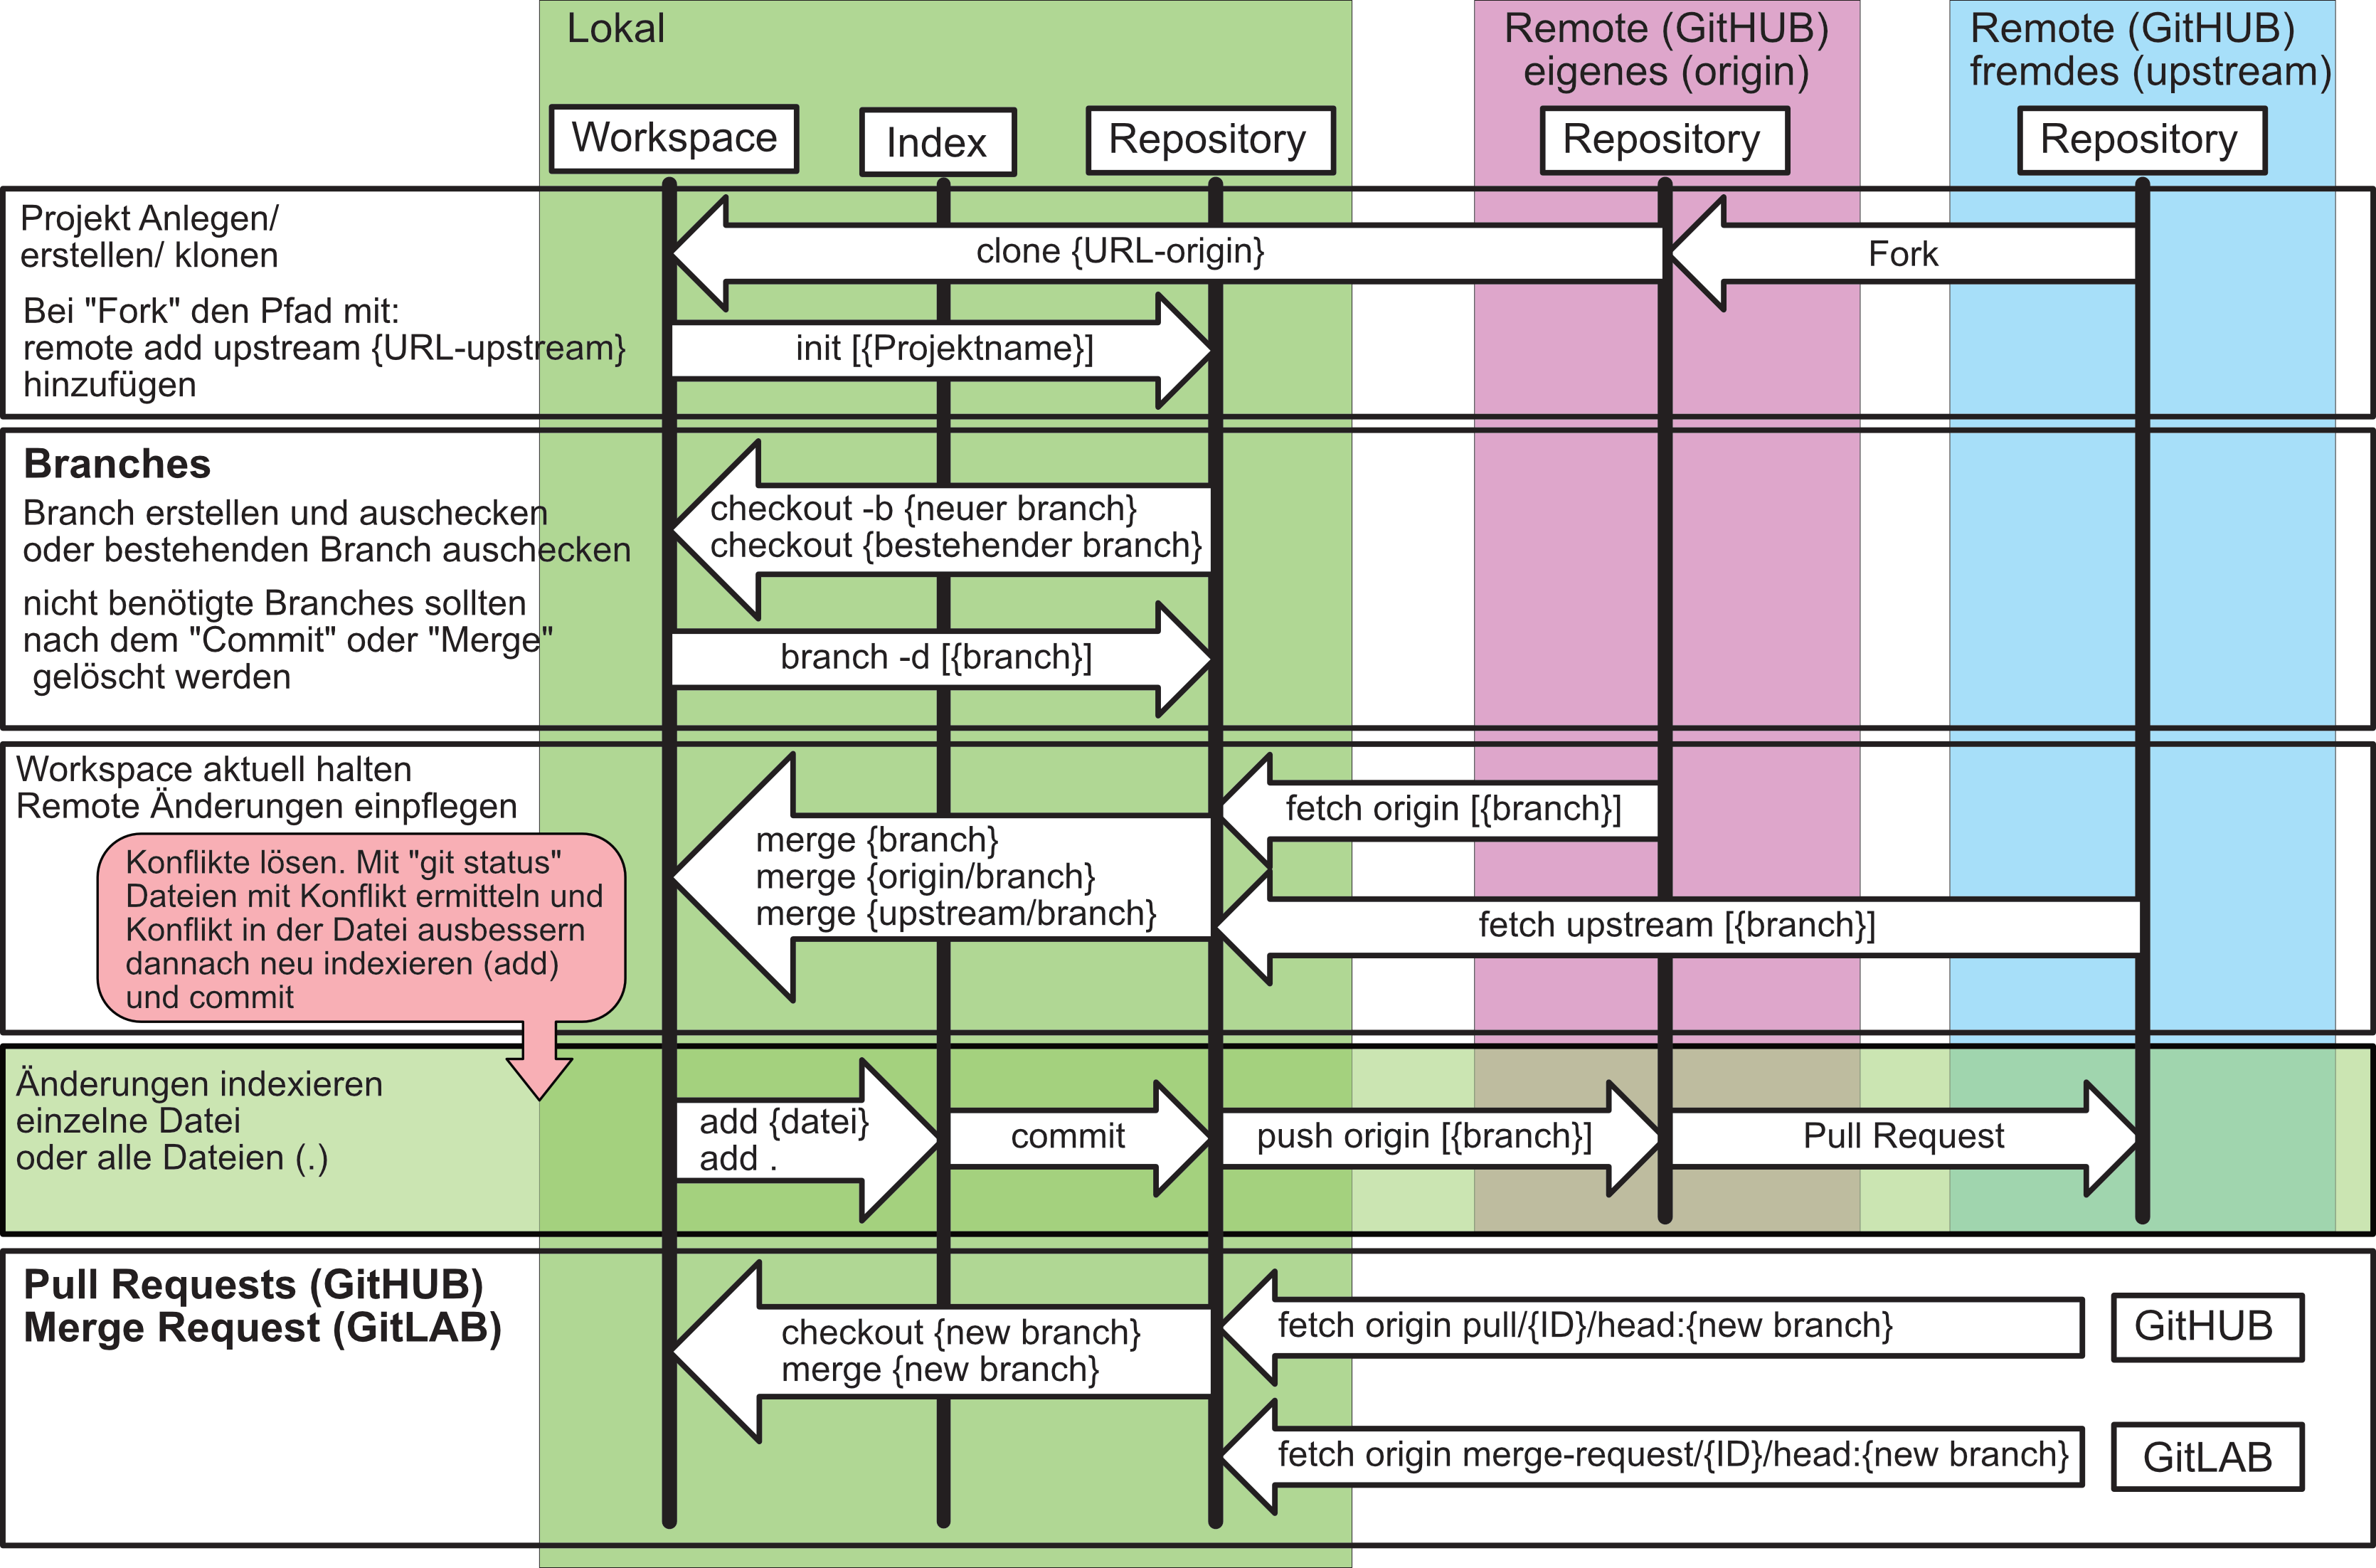 Lokal
Remote (GitHUB)
eigenes (origin)
Remote (GitHUB)
fremdes (upstream)
Workspace
Index
Repository
Repository
Repository
Projekt Anlegen/
erstellen/ klonen
Bei "Fork" den Pfad mit:
remote add upstream {URL-upstream}
hinzufügen
clone {URL-origin}
Fork
init [{Projektname}]
Branches
Branch erstellen und auschecken
oder bestehenden Branch auschecken
nicht benötigte Branches sollten
nach dem "Commit" oder "Merge"
gelöscht werden
checkout -b {neuer branch}
checkout {bestehender branch}
branch -d [{branch}]
Workspace aktuell halten
Remote Änderungen einpflegen
Konflikte lösen. Mit "git status"
Dateien mit Konflikt ermitteln und
Konflikt in der Datei ausbessern
dannach neu indexieren (add)
und commit
merge {branch}
merge {origin/branch}
merge {upstream/branch}
fetch origin [{branch}]
fetch upstream [{branch}]
Änderungen indexieren
einzelne Datei
oder alle Dateien (.)
add {datei}
add .
commit
push origin [{branch}]
Pull Request
Pull Requests (GitHUB)
Merge Request (GitLAB)
checkout {new branch}
merge {new branch}
fetch origin pull/{ID}/head:{new branch}
GitHUB
fetch origin merge-request/{ID}/head:{new branch}
GitLAB